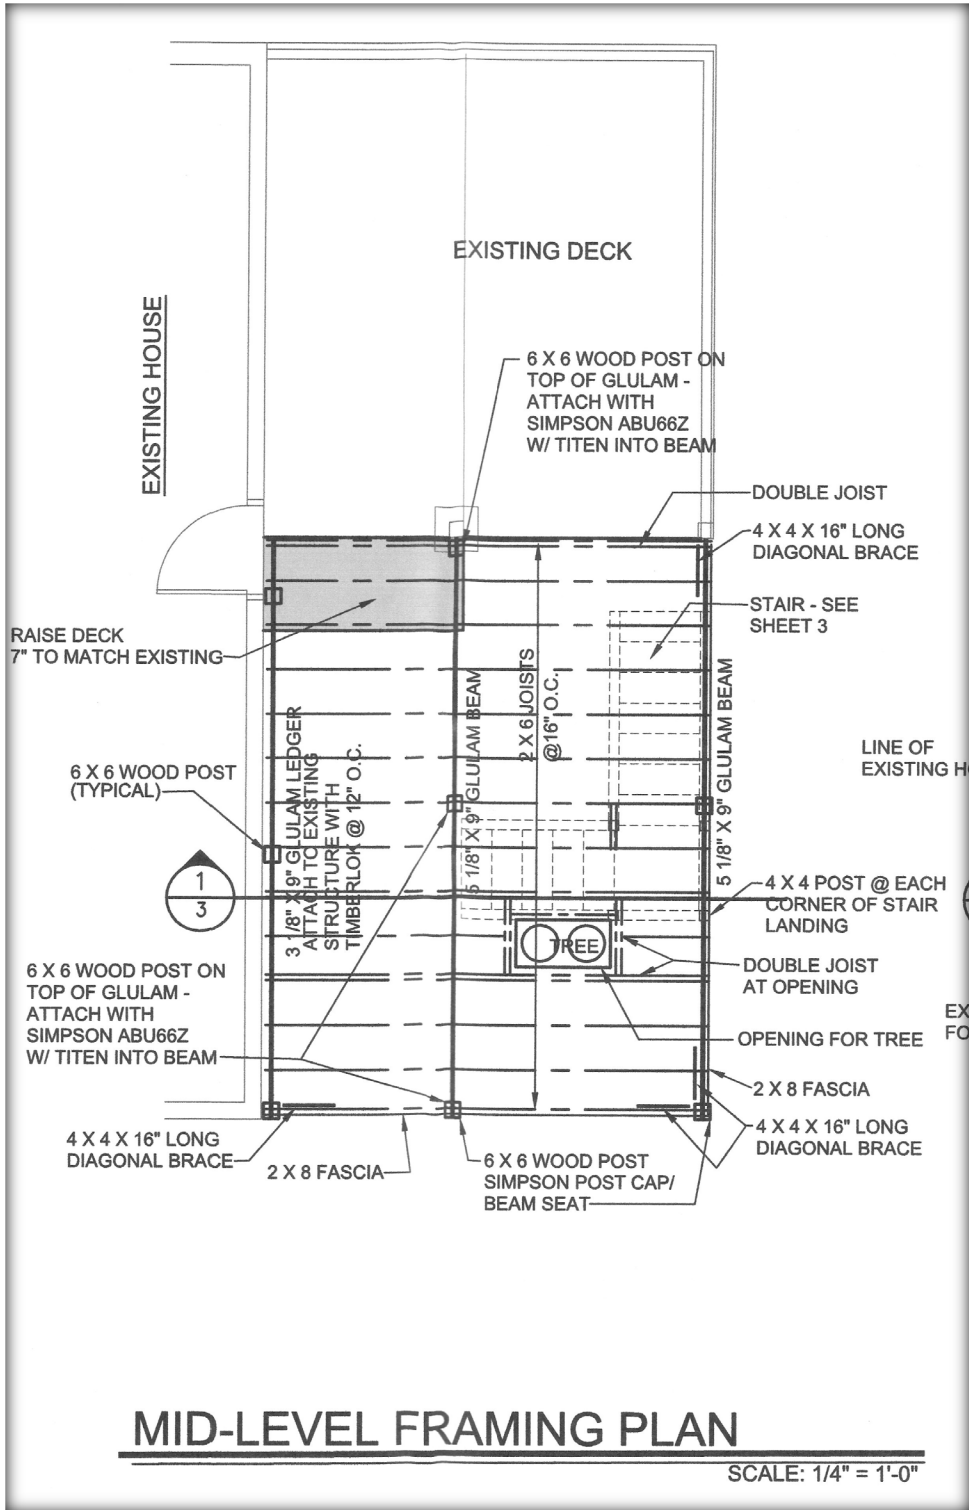 EXISTING DECK
EXISTING HOUSE
6 X 6 WOOD POST ON
TOP OF GLULAM -
ATTACH WITH
SIMPSON ABU66Z
W/ TITEN INTO BEAM
DOUBLE JOIST
4 X 4 X 16" LONG
DIAGONAL BRACE
STAIR - SEE
SHEET 3
RAISE DECK
7" TO MATCH EXISTING
2 X 6 JOISTS
@16" O.C.
5 1/8" X 9" GLULAM BEAM
5 1/8" X 9" GLULAM BEAM
LINE OF
EXISTING
6 X 6 WOOD POST
(TYPICAL)
3 1/8" X 9" GLULAM LEDGER
ATTACH TO EXISTING
STRUCTURE WITH
TIMBERLOK @ 12" O.C.
1
3
4 X 4 POST @ EACH
CORNER OF STAIR
LANDING
TREE
6 X 6 WOOD POST ON
TOP OF GLULAM -
ATTACH WITH
SIMPSON ABU66Z
W/ TITEN INTO BEAM
DOUBLE JOIST
AT OPENING
OPENING FOR TREE
EX
FO
2 X 8 FASCIA
4 X 4 X 16" LONG
DIAGONAL BRACE
2 X 8 FASCIA
6 X 6 WOOD POST
SIMPSON POST CAP/
BEAM SEAT
4 X 4 X 16" LONG
DIAGONAL BRACE
MID-LEVEL FRAMING PLAN
SCALE: 1/4" = 1'-0"